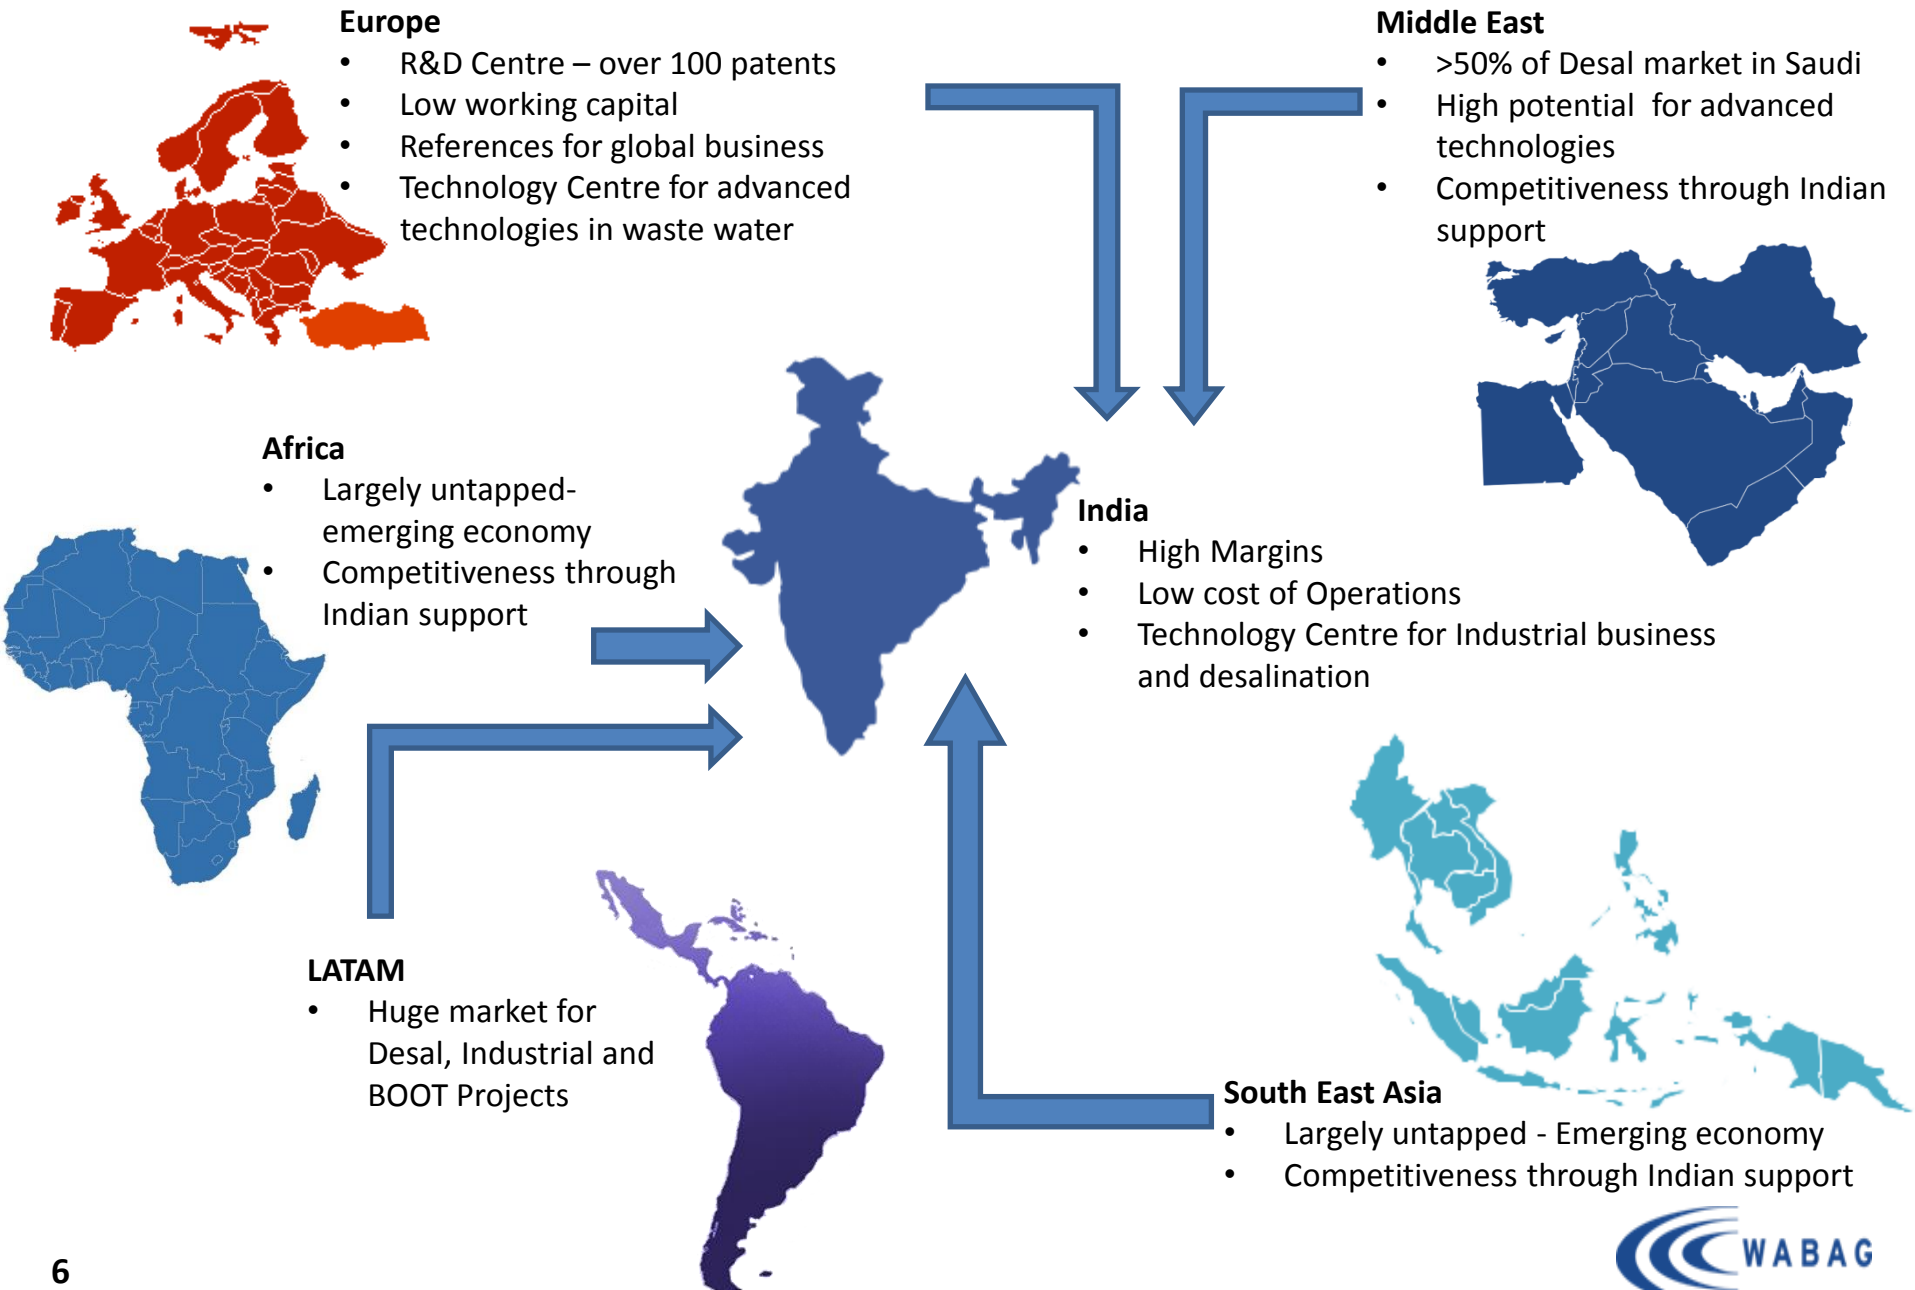 Europe
• R&D Centre – over 100 patents
• Low working capital
• References for global business
• Technology Centre for advanced
technologies in waste water
Middle East
• >50% of Desal market in Saudi
• High potential  for advanced
technologies
• Competitiveness through Indian
support
Africa
• Largely untapped-
emerging economy
• Competitiveness through
Indian support
India
• High Margins
• Low cost of Operations
• Technology Centre for Industrial business
and desalination
LATAM
• Huge market for
Desal, Industrial and
BOOT Projects
South East Asia
• Largely untapped - Emerging economy
• Competitiveness through Indian support
WABAG
6